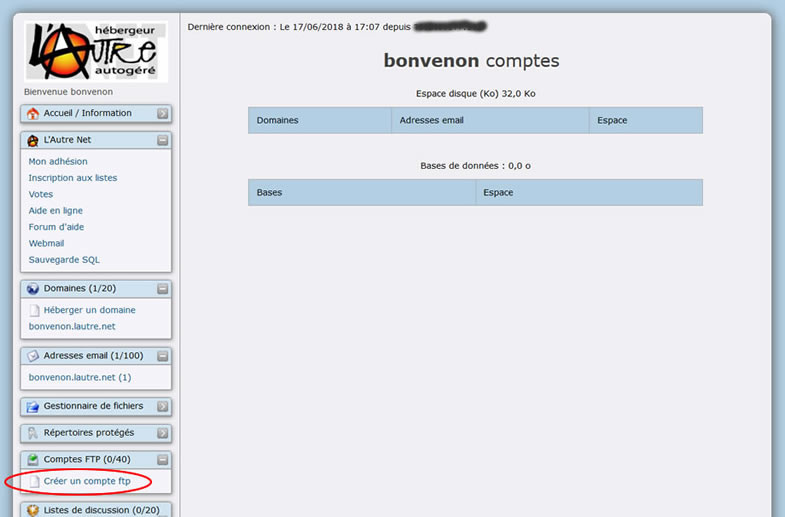 hébergeur
L'AUTRE
autogéré
Bienvenue bonvenon
Accueil / Information
L'Autre Net
Mon adhésion
Inscription aux listes
Votes
Aide en ligne
Forum d'aide
Webmail
Sauvegarde SQL
Domaines (1/20)
Héberger un domaine
bonvenon.lautre.net
Adresses email (1/100)
bonvenon.lautre.net (1)
Gestionnaire de fichiers
Répertoires protégés
Comptes FTP (0/40)
Créer un compte ftp
Listes de discussion (0/20)
Dernière connexion : Le 17/06/2018 à 17:07 depuis
bonvenon comptes
Espace disque (Ko) 32,0 Ko
Domaines Adresses email Espace
Bases de données : 0,0 o
Bases Espace